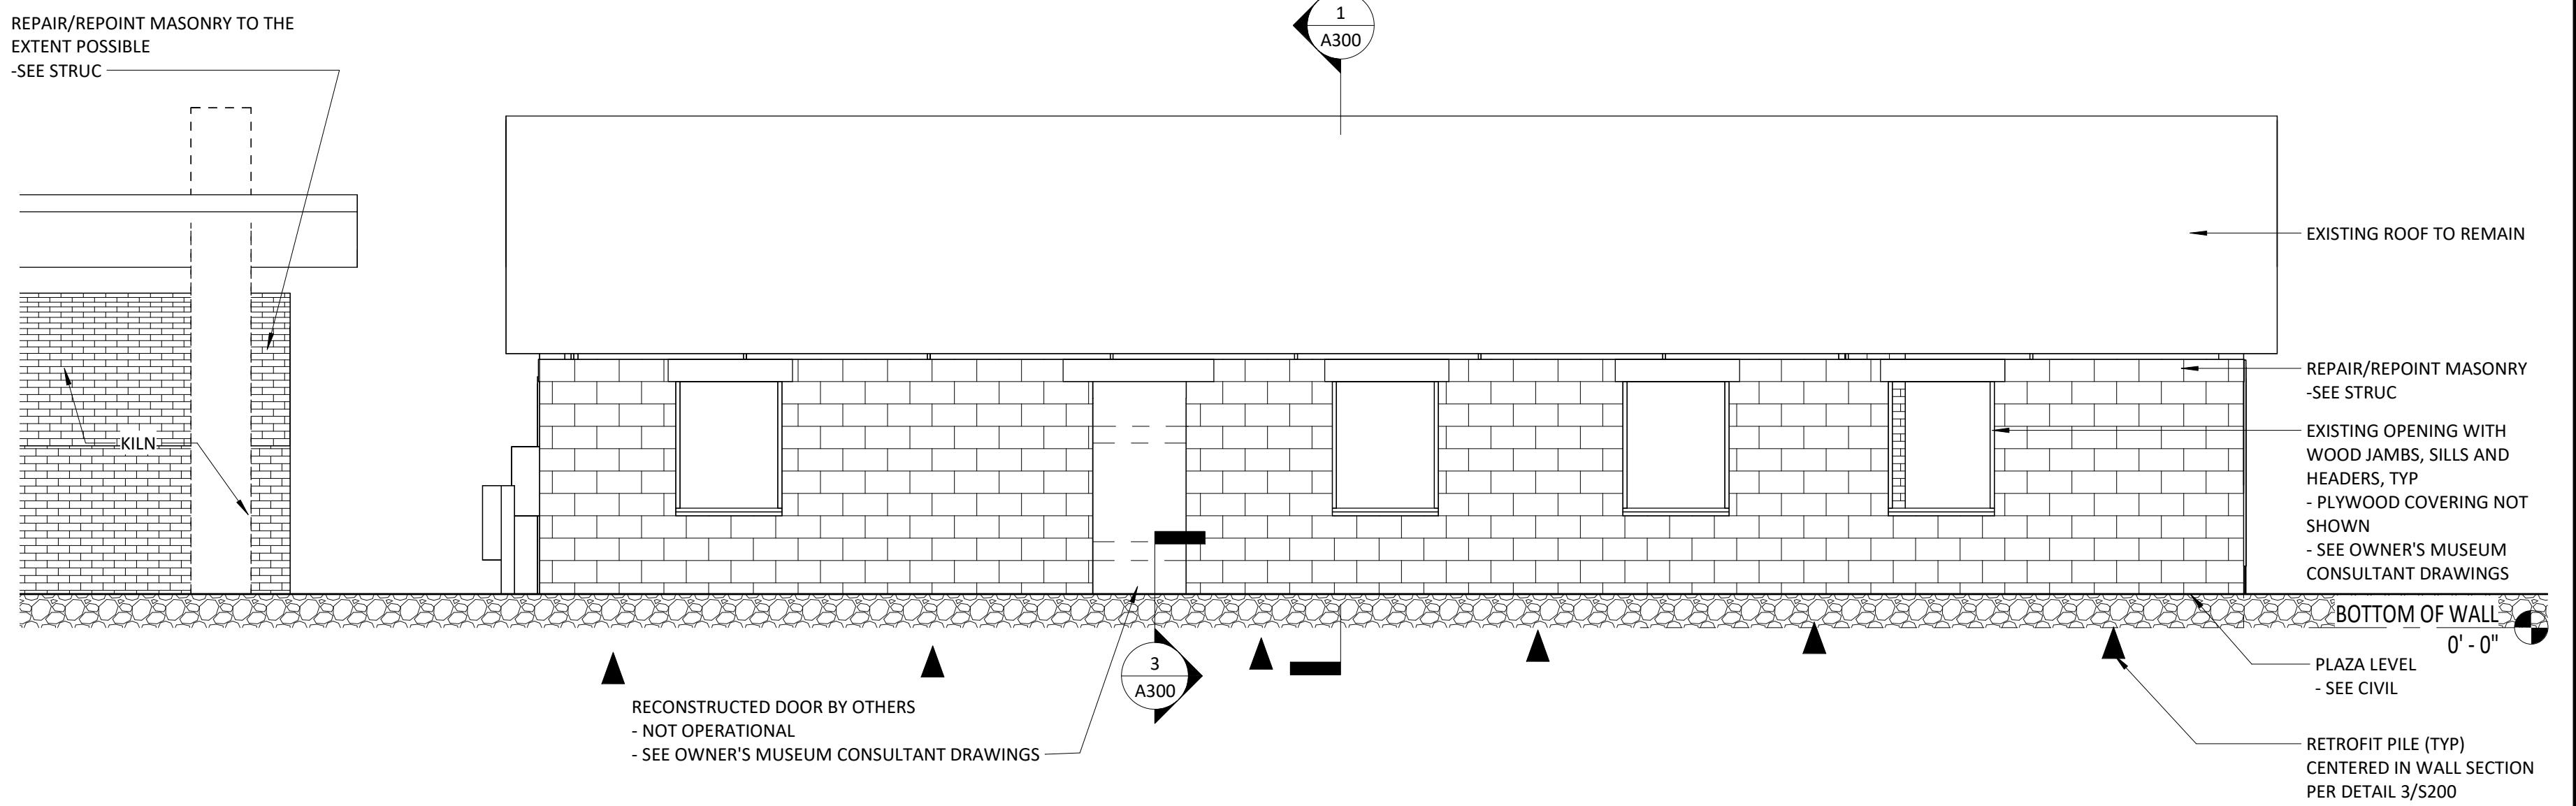 REPAIR/REPOINT MASONRY TO THE
EXTENT POSSIBLE
-SEE STRUC
1
A300
EXISTING ROOF TO REMAIN
REPAIR/REPOINT MASONRY
-SEE STRUC
EXISTING OPENING WITH
WOOD JAMBS, SILLS AND
HEADERS, TYP
- PLYWOOD COVERING NOT
SHOWN
- SEE OWNER'S MUSEUM
CONSULTANT DRAWINGS
KILN
BOTTOM OF WALL
0' - 0"
PLAZA LEVEL
- SEE CIVIL
3
A300
RECONSTRUCTED DOOR BY OTHERS
- NOT OPERATIONAL
- SEE OWNER'S MUSEUM CONSULTANT DRAWINGS
RETROFIT PILE (TYP)
CENTERED IN WALL SECTION
PER DETAIL 3/S200